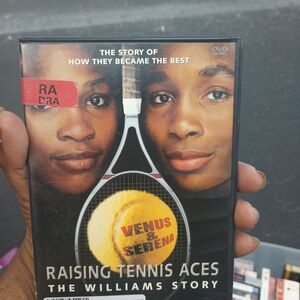 THE STORY OF
HOW THEY BECAME THE BEST
DVD
RA
DRA
VENUS
&
SERENA
RAISING TENNIS ACES
THE WILLIAMS STORY